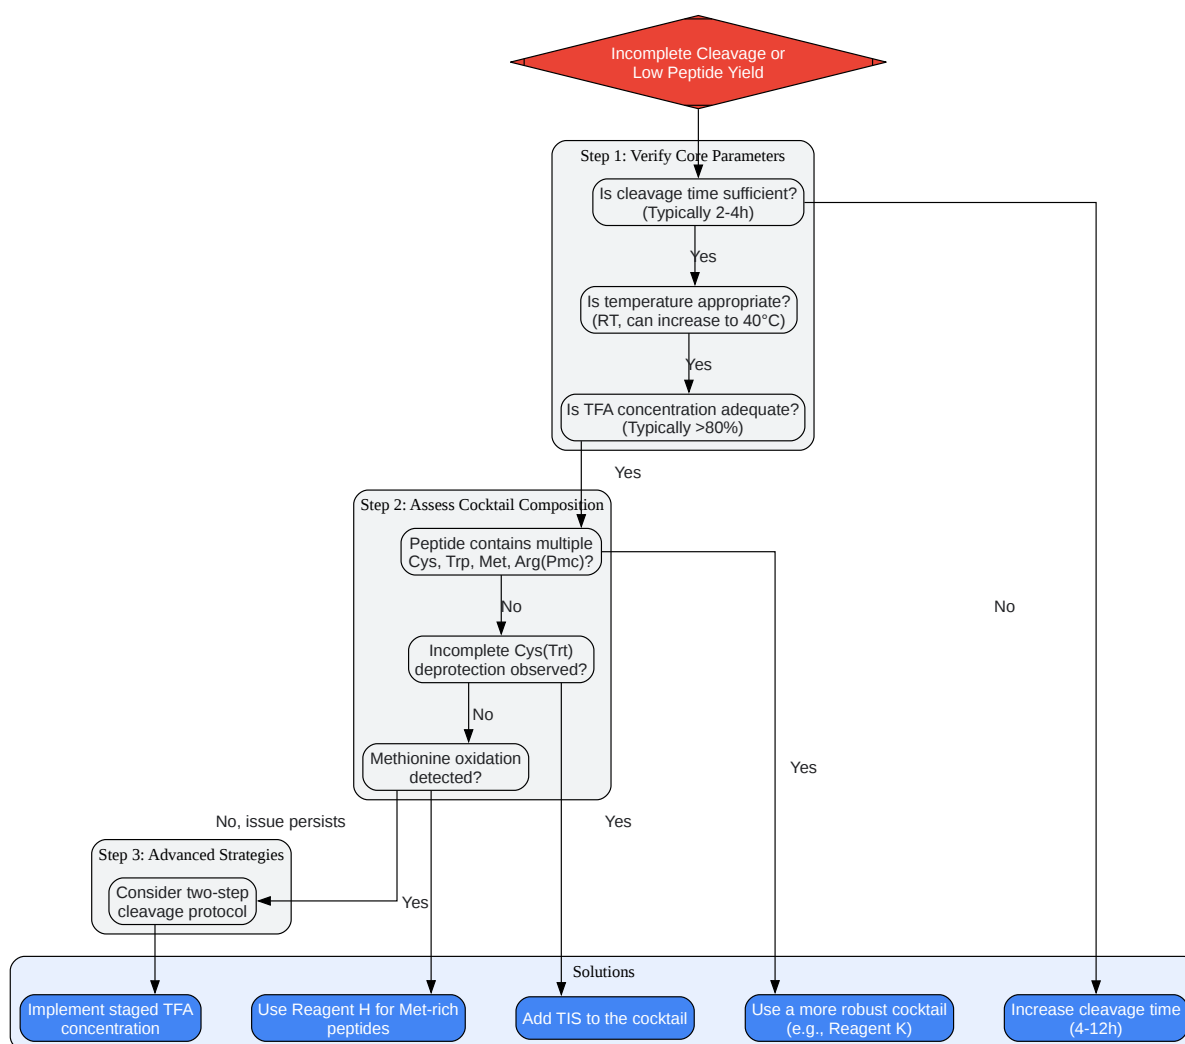 Incomplete Cleavage or
Low Peptide Yield
Step 1: Verify Core Parameters
Is cleavage time sufficient?
(Typically 2-4h)
Yes
Is temperature appropriate?
(RT, can increase to 40°C)
Yes
Is TFA concentration adequate?
(Typically >80%)
Yes
Step 2: Assess Cocktail Composition
Peptide contains multiple
Cys, Trp, Met, Arg(Pmc)?
No
No
Incomplete Cys(Trt)
deprotection observed?
No
Methionine oxidation
detected?
Yes
No, issue persists
Yes
Step 3: Advanced Strategies
Consider two-step
cleavage protocol
Yes
Solutions
Implement staged TFA
concentration
Use Reagent H for Met-rich
peptides
Add TIS to the cocktail
Use a more robust cocktail
(e.g., Reagent K)
Increase cleavage time
(4-12h)